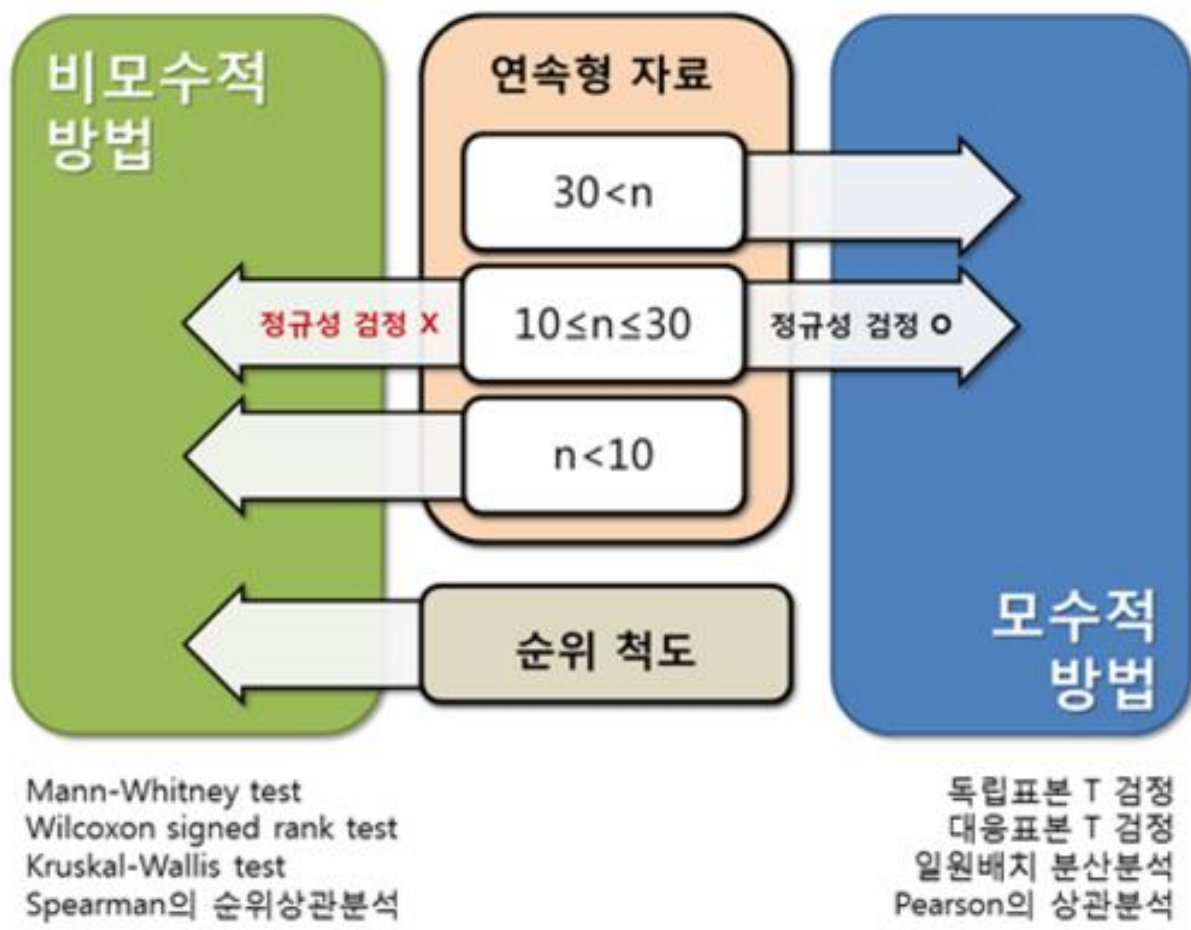 비모수적
방법
연속형 자료
30<n
정규성 검정 X
10≤n≤30
정규성 검정 O
n<10
순위 척도
모수적
방법
Mann-Whitney test
Wilcoxon signed rank test
Kruskal-Wallis test
Spearman의 순위상관분석
독립표본 T 검정
대응표본 T 검정
일원배치 분산분석
Pearson의 상관분석